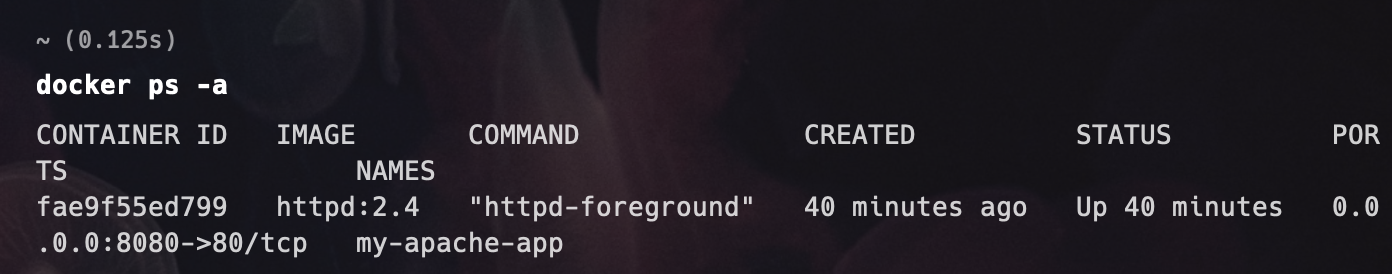 ~ (0.125s)
docker ps -a
CONTAINER ID   IMAGE       COMMAND              CREATED          STATUS          POR
TS                  NAMES
fae9f55ed799   httpd:2.4   "httpd-foreground"   40 minutes ago   Up 40 minutes   0.0
.0.0:8080->80/tcp   my-apache-app